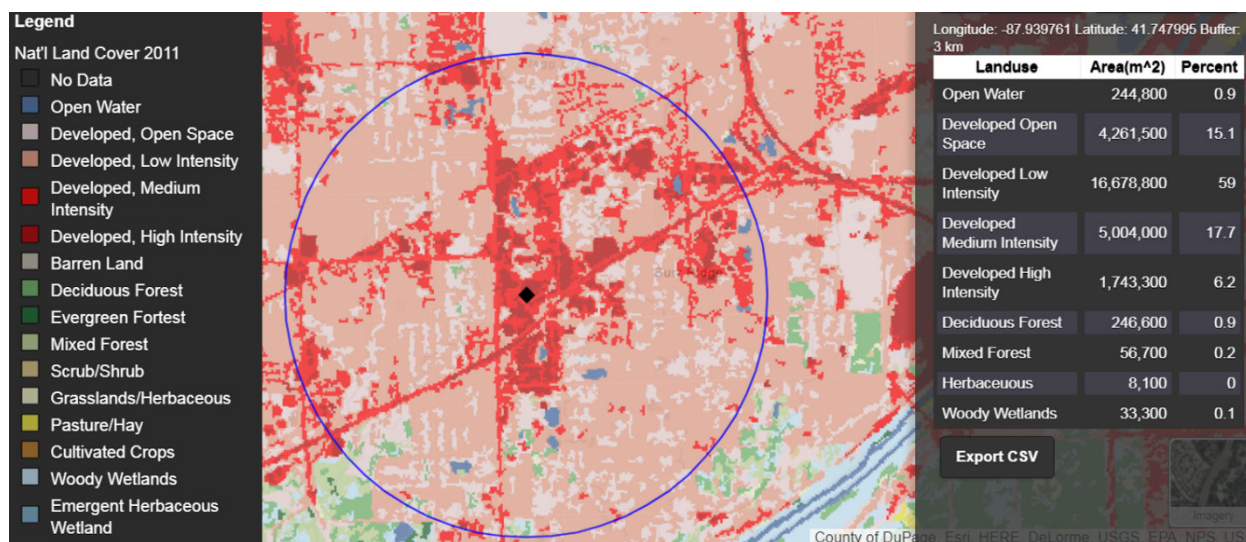 Legend
Nat'l Land Cover 2011
No Data
Open Water
Developed, Open Space
Developed, Low Intensity
Developed, Medium
Intensity
Developed, High Intensity
Barren Land
Deciduous Forest
Evergreen Fortest
Mixed Forest
Scrub/Shrub
Grasslands/Herbaceous
Pasture/Hay
Cultivated Crops
Woody Wetlands
Emergent Herbaceous
Wetland
Burr Ridge
Longitude: -87.939761 Latitude: 41.747995 Buffer:
3 km
Landuse Area(m^2) Percent
Open Water 244,800 0.9
Developed Open
Space 4,261,500 15.1
Developed Low
Intensity 16,678,800 59
Developed
Medium Intensity 5,004,000 17.7
Developed High
Intensity 1,743,300 6.2
Deciduous Forest 246,600 0.9
Mixed Forest 56,700 0.2
Herbaceuous 8,100 0
Woody Wetlands 33,300 0.1
Export CSV
Imagery
County of DuPage, Esri, HERE, DeLorme, USGS, EPA, NPS, US